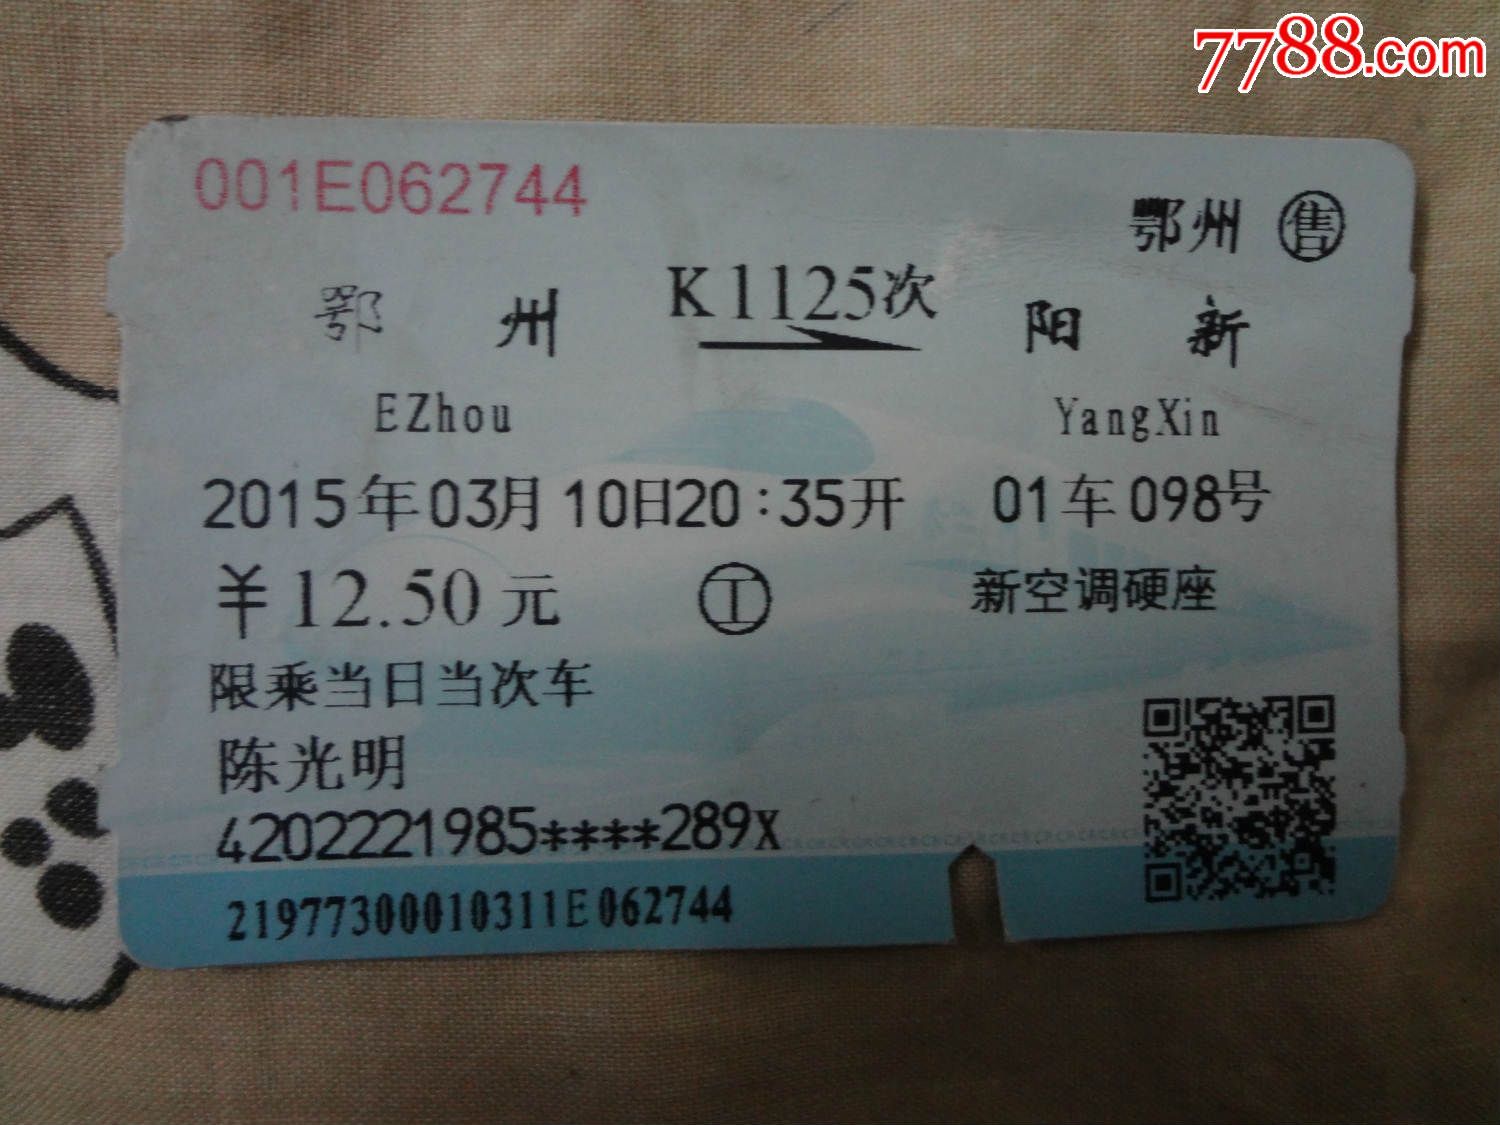 7788.com
001E062744
鄂州 售
鄂 州 K1125次 阳 新
EZhou YangXin
2015年03月10日20:35开 01车098号
￥12.50元 工 新空调硬座
限乘当日当次车
陈光明
4202221985****289X
21977300010311E062744